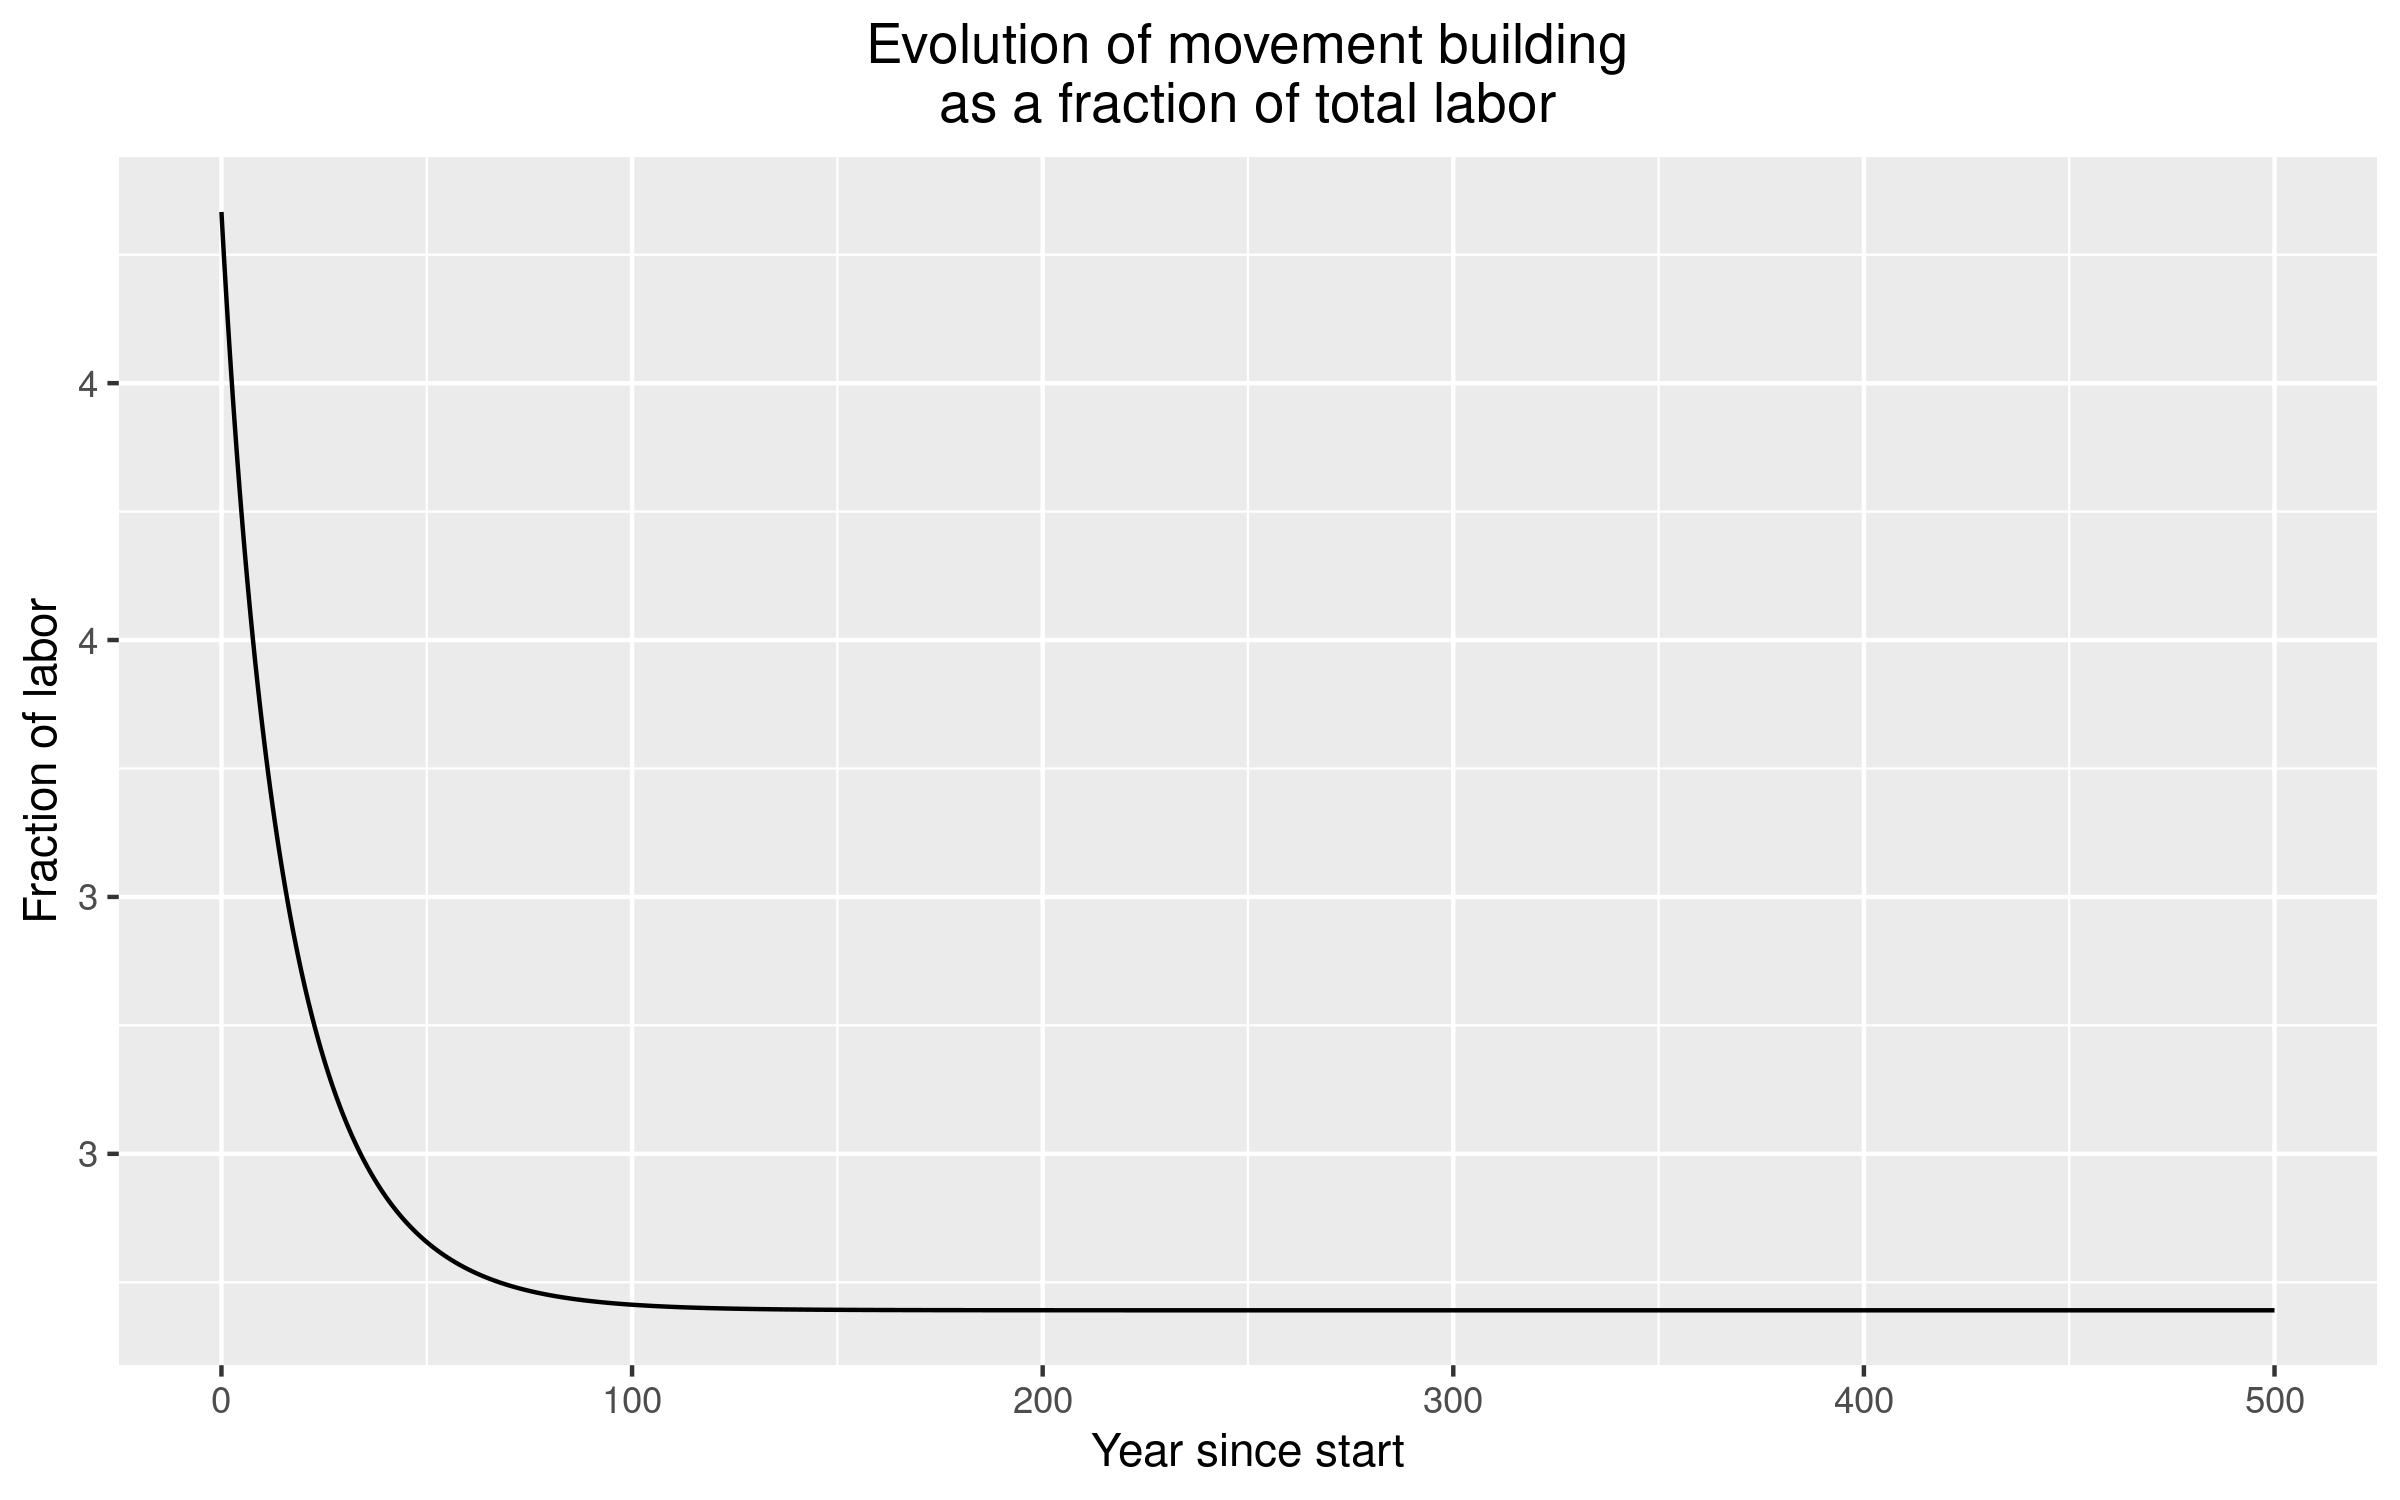 Evolution of movement building
as a fraction of total labor
Fraction of labor
4
4
3
3
0 100 200 300 400 500
Year since start